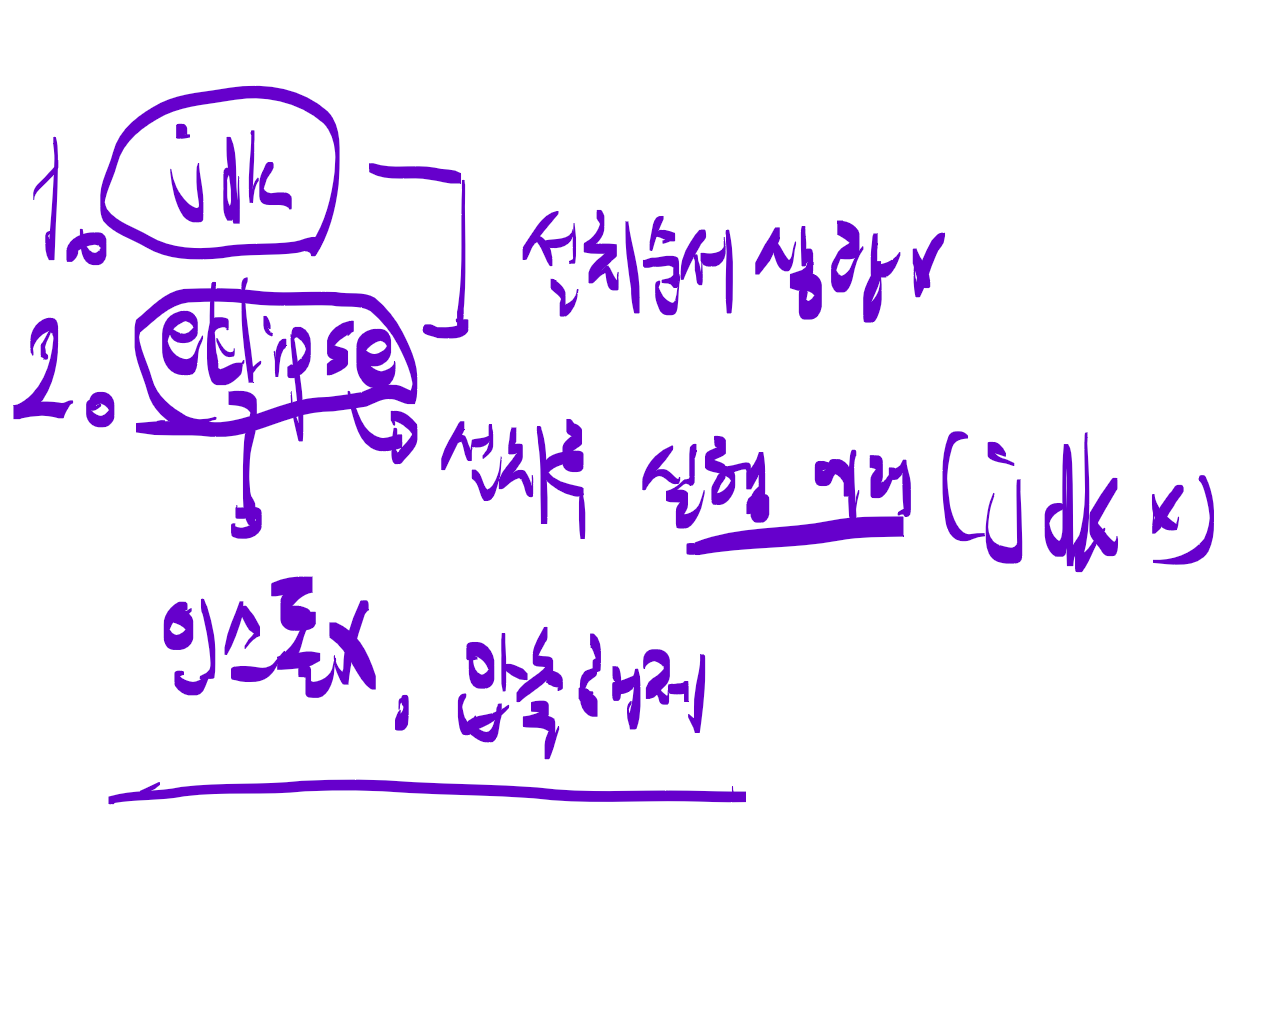 1. jdk
설치순서 상관 x
2. eclipse
설치후 실행 에러 (jdk x)
인스톨x, 압축해제